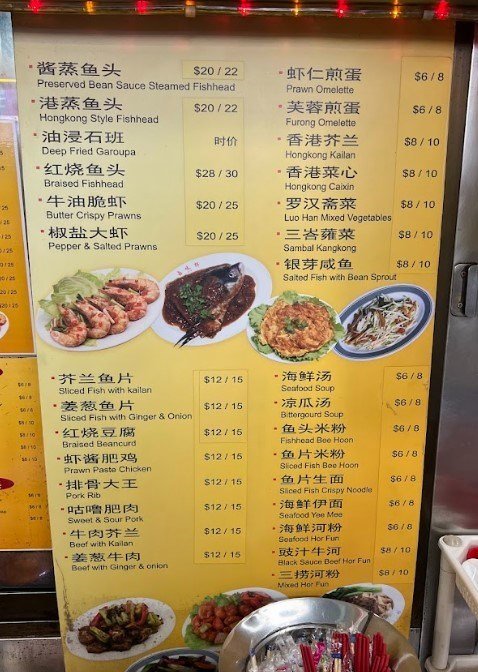 酱蒸鱼头 $20 / 22
Preserved Bean Sauce Steamed Fishhead
港蒸鱼头 $20 / 22
Hongkong Style Fishhead
油浸石班 时价
Deep Fried Garoupa
红烧鱼头 $28 / 30
Braised Fishhead
牛油脆虾 $20 / 25
Butter Crispy Prawns
椒盐大虾 $20 / 25
Pepper & Salted Prawns
虾仁煎蛋 $6 / 8
Prawn Omelette
芙蓉煎蛋 $6 / 8
Furong Omelette
香港芥兰 $8 / 10
Hongkong Kailan
香港菜心 $8 / 10
Hongkong Caixin
罗汉斋菜 $8 / 10
Luo Han Mixed Vegetables
三峇蕹菜 $8 / 10
Sambal Kangkong
银芽咸鱼 $8 / 10
Salted Fish with Bean Sprout
芥兰鱼片 $12 / 15
Sliced Fish with kailan
姜葱鱼片 $12 / 15
Sliced Fish with Ginger & Onion
红烧豆腐 $12 / 15
Braised Beancurd
虾酱肥鸡 $12 / 15
Prawn Paste Chicken
排骨大王 $12 / 15
Pork Rib
咕噜肥肉 $12 / 15
Sweet & Sour Pork
牛肉芥兰 $12 / 15
Beef with Kailan
姜葱牛肉 $12 / 15
Beef with Ginger & onion
海鲜汤 $6 / 8
Seafood Soup
凉瓜汤 $6 / 8
Bittergourd Soup
鱼头米粉 $6 / 8
Fishhead Bee Hoon
鱼片米粉 $6 / 8
Sliced Fish Bee Hoon
鱼片生面 $6 / 8
Sliced Fish Crispy Noodle
海鲜伊面 $6 / 8
Seafood Yee Mee
海鲜河粉 $6 / 8
Seafood Hor Fun
豉汁牛河 $8 / 10
Black Sauce Beef Hor Fun
三捞河粉 $8 / 10
Mixed Hor Fun